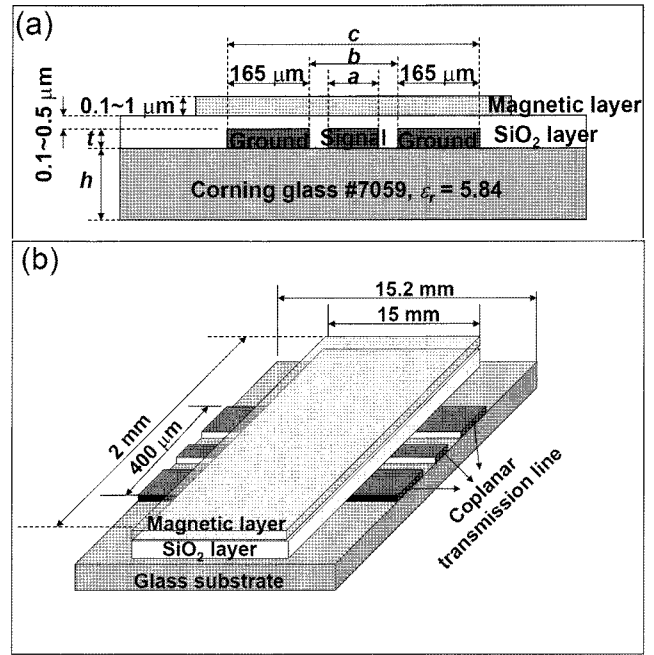 (a)
c
b
165 μm
a
165 μm
0.1~1 μm
Magnetic layer
0.1~0.5 μm
t
Ground
Signal
Ground
SiO2 layer
h
Corning glass #7059, εr = 5.84
(b)
15.2 mm
15 mm
2 mm
400 μm
Coplanar
transmission line
Magnetic layer
SiO2 layer
Glass substrate